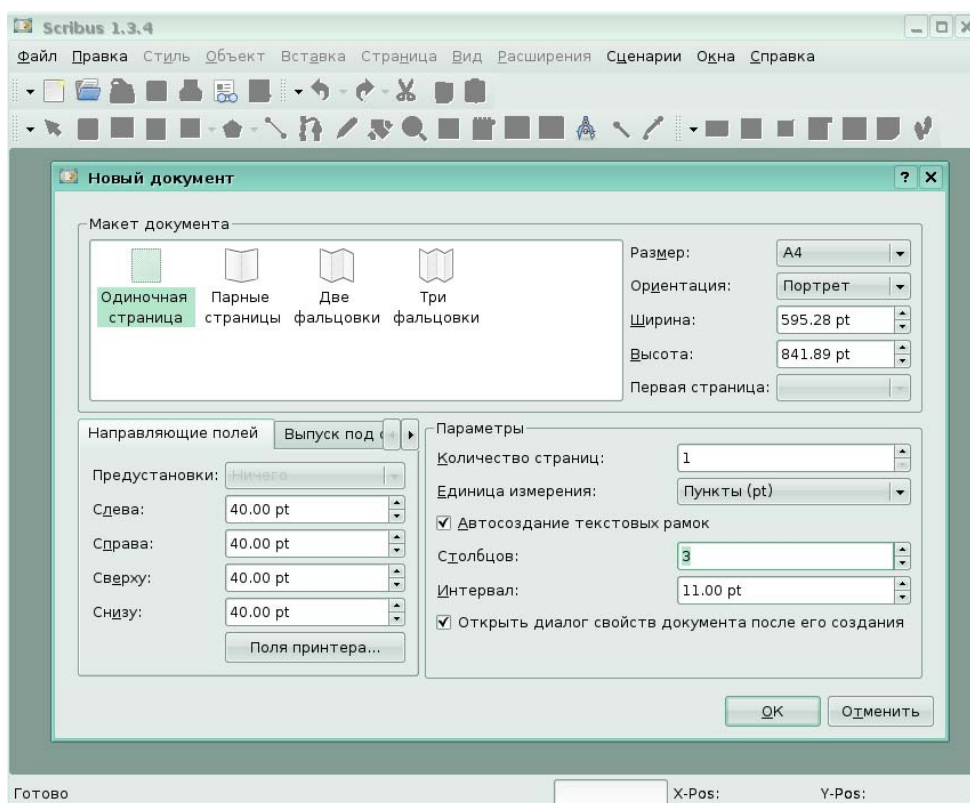 Scribus 1.3.4
Файл Правка Стиль Объект Вставка Страница Вид Расширения Сценарии Окна Справка
Новый документ
Макет документа
Одиночная страница
Парные страницы
Две фальцовки
Три фальцовки
Размер: A4
Ориентация: Портрет
Ширина: 595.28 pt
Высота: 841.89 pt
Первая страница:
Направляющие полей Выпуск под
Предустановки: Ничего
Слева: 40.00 pt
Справа: 40.00 pt
Сверху: 40.00 pt
Снизу: 40.00 pt
Поля принтера...
Параметры
Количество страниц: 1
Единица измерения: Пункты (pt)
Автосоздание текстовых рамок
Столбцов: 3
Интервал: 11.00 pt
Открыть диалог свойств документа после его создания
OK Отменить
Готово X-Pos: Y-Pos: